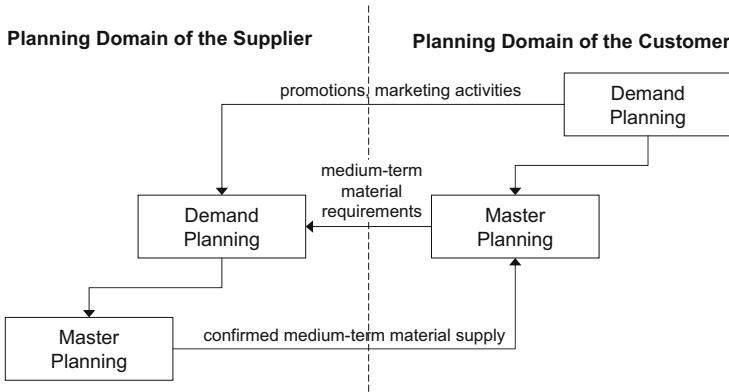 Planning Domain of the Supplier
Planning Domain of the Customer
promotions, marketing activities
Demand
Planning
medium-term
material
requirements
Demand
Planning
Master
Planning
Master
Planning
confirmed medium-term material supply